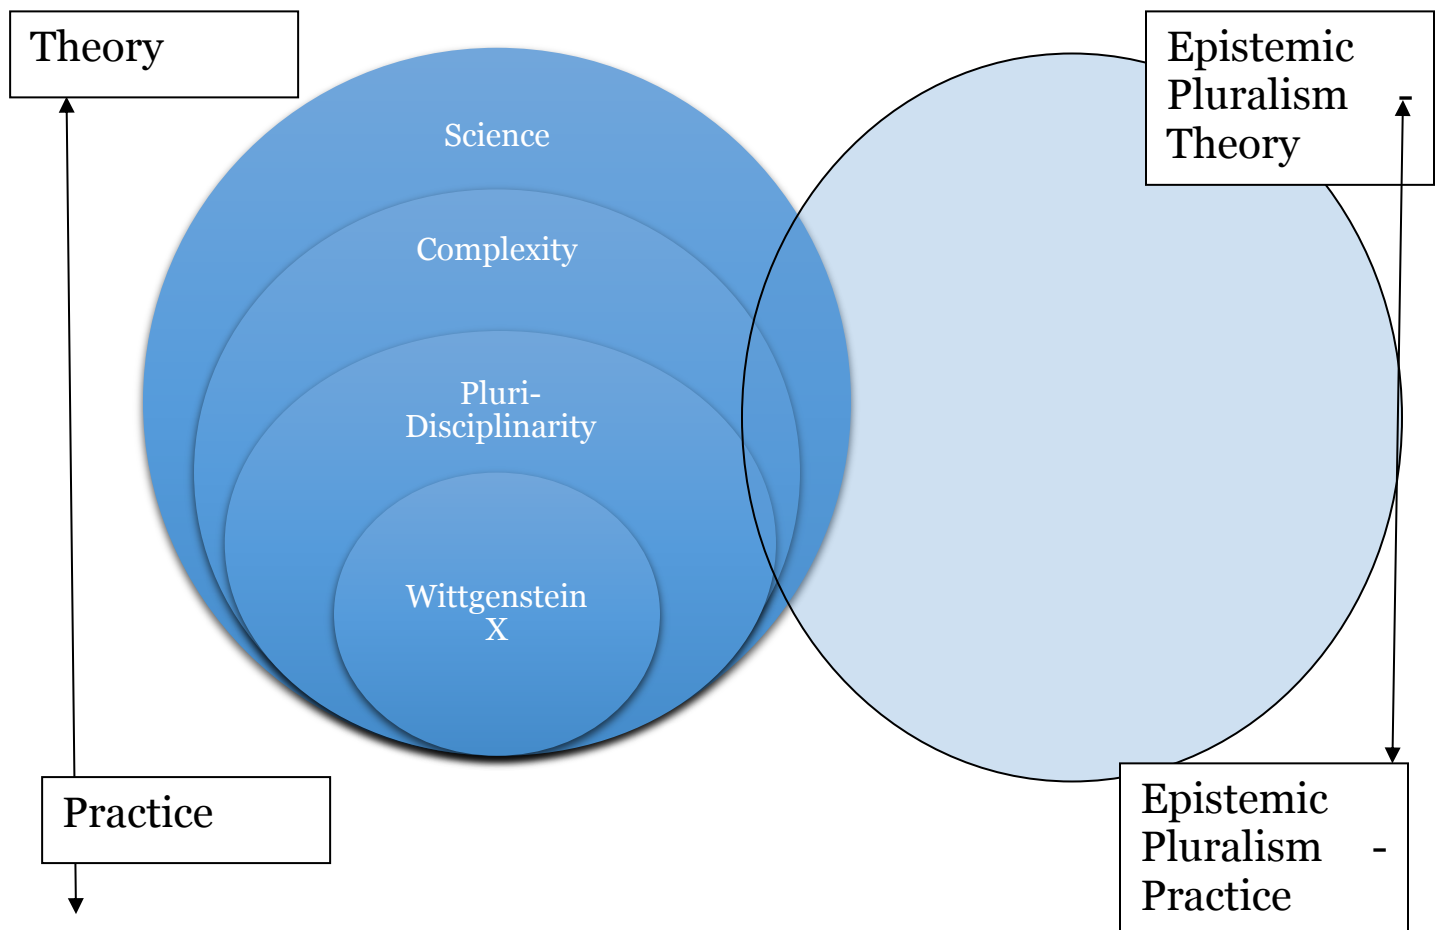 Theory
Epistemic
Pluralism -
Theory
Science
Complexity
Pluri-
Disciplinarity
Wittgenstein
X
Practice
Epistemic
Pluralism -
Practice